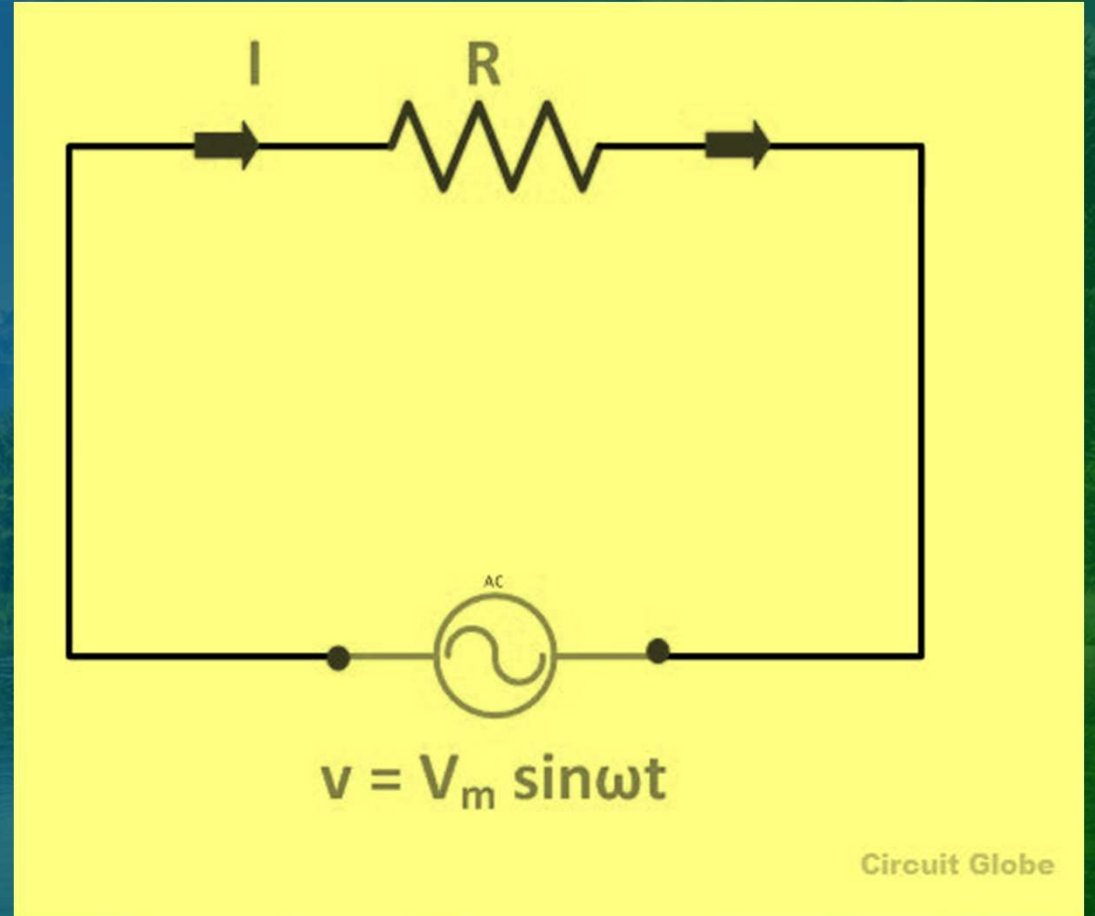 I R
AC
v = Vₘ sinωt
Circuit Globe